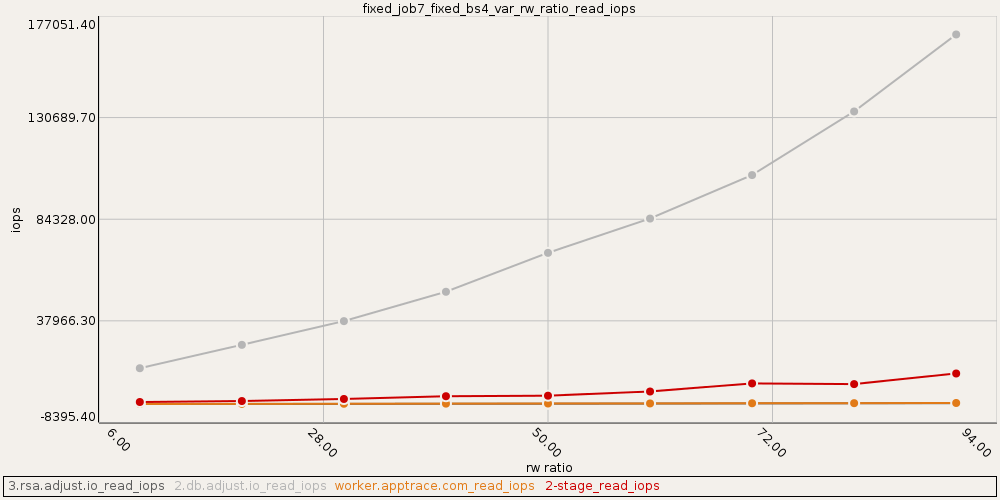 fixed_job7_fixed_bs4_var_rw_ratio_read_iops
177051.40
130689.70
84328.00
37966.30
-8395.40
iops
6.00
28.00
50.00
72.00
94.00
rw ratio
3.rsa.adjust.io_read_iops 2.db.adjust.io_read_iops worker.apptrace.com_read_iops 2-stage_read_iops